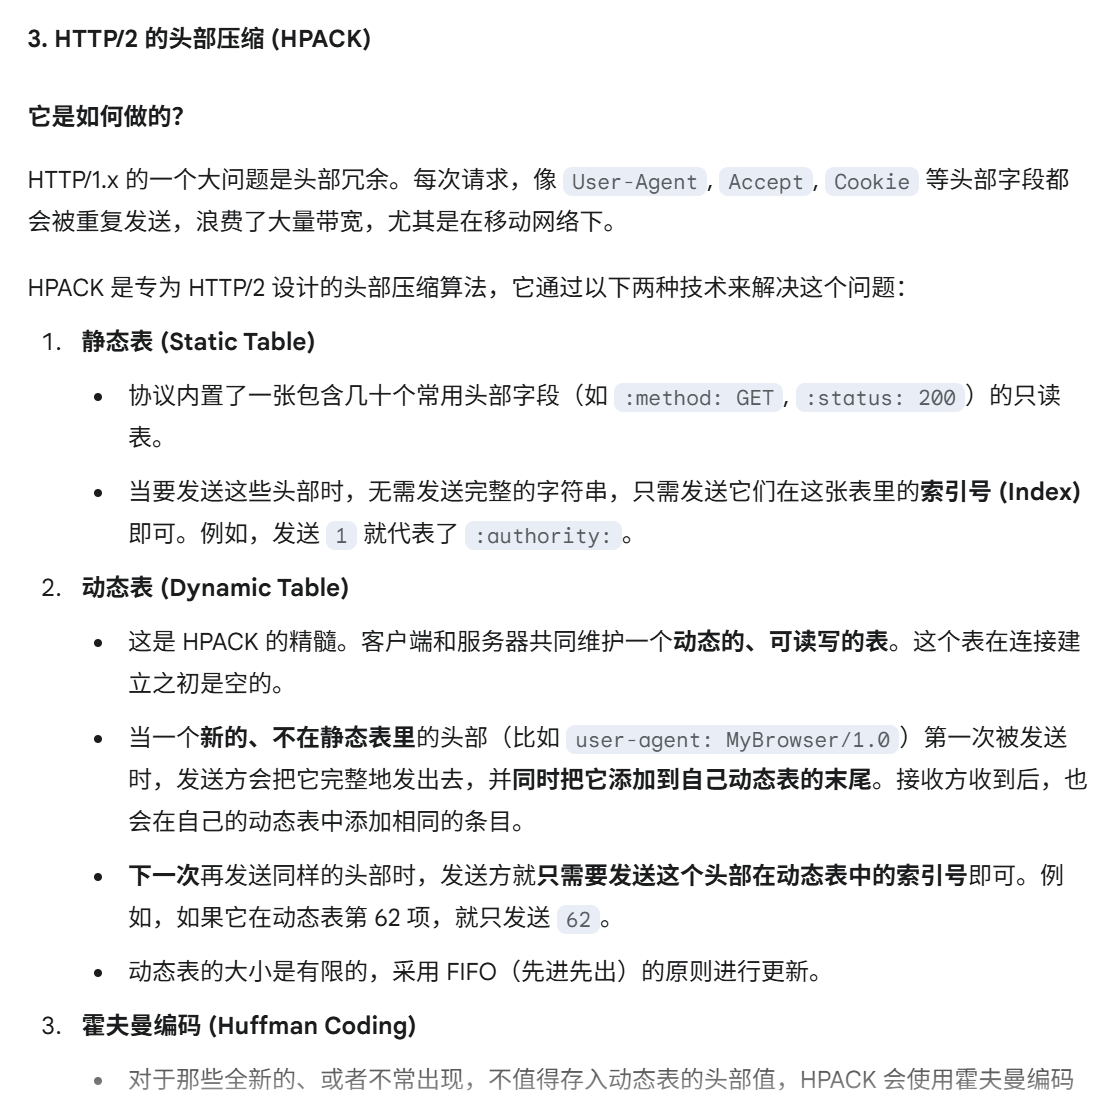 3. HTTP/2 的头部压缩 (HPACK)
它是如何做的？
HTTP/1.x 的一个大问题是头部冗余。每次请求，像 User-Agent, Accept, Cookie 等头部字段都
会被重复发送，浪费了大量带宽，尤其是在移动网络下。
HPACK 是专为 HTTP/2 设计的头部压缩算法，它通过以下两种技术来解决这个问题：
1. 静态表 (Static Table)
• 协议内置了一张包含几十个常用头部字段（如 :method: GET, :status: 200）的只读
表。
• 当要发送这些头部时，无需发送完整的字符串，只需发送它们在这张表里的索引号 (Index)
即可。例如，发送 1 就代表了 :authority:。
2. 动态表 (Dynamic Table)
• 这是 HPACK 的精髓。客户端和服务器共同维护一个动态的、可读写的表。这个表在连接建
立之初是空的。
• 当一个新的、不在静态表里的头部（比如 user-agent: MyBrowser/1.0）第一次被发送
时，发送方会把它完整地发出去，并同时把它添加到自己动态表的末尾。接收方收到后，也
会在自己的动态表中添加相同的条目。
• 下一次再发送同样的头部时，发送方就只需要发送这个头部在动态表中的索引号即可。例
如，如果它在动态表第 62 项，就只发送 62。
• 动态表的大小是有限的，采用 FIFO（先进先出）的原则进行更新。
3. 霍夫曼编码 (Huffman Coding)
• 对于那些全新的、或者不常出现，不值得存入动态表的头部值，HPACK 会使用霍夫曼编码